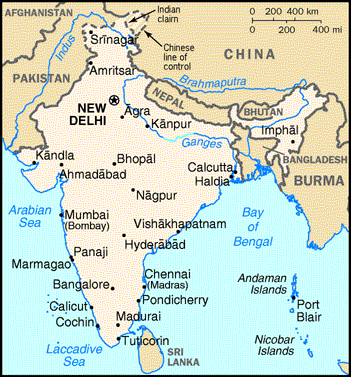 AFGHANISTAN
Indian
claim
0 200 400 km
0 200 400 mi
Indus
Srīnagar
Chinese
line of
control
CHINA
PAKISTAN
Amritsar
Brahmaputra
NEW
DELHI
NEPAL
BHUTAN
Āgra
Kānpur
Imphāl
Ganges
BANGLADESH
Kāndla
Bhopāl
Ahmadābād
Calcutta
Haldia
BURMA
Nāgpur
Arabian
Sea
Mumbai
(Bombay)
Vishākhapatnam
Bay
of
Bengal
Hyderābād
Panaji
Marmagao
Chennai
(Madras)
Andaman
Islands
Bangalore
Pondicherry
Port
Blair
Calicut
Cochin
Madurai
Nicobar
Islands
Tuticorin
Laccadive
Sea
SRI
LANKA